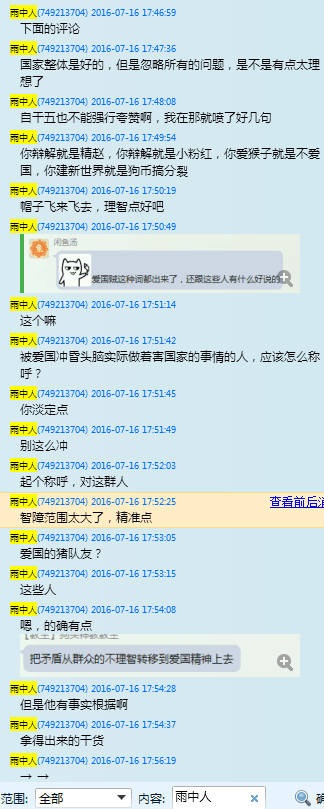 雨中人(749213704) 2016-07-16 17:46:59
下面的评论
雨中人(749213704) 2016-07-16 17:47:36
国家整体是好的，但是忽略所有的问题，是不是有点太理
想了
雨中人(749213704) 2016-07-16 17:48:08
自干五也不能强行夸赞啊，我在那就喷了好几句
雨中人(749213704) 2016-07-16 17:49:54
你辩解就是精赵，你辩解就是小粉红，你爱猴子就是不爱
国，你建新世界就是狗币搞分裂
雨中人(749213704) 2016-07-16 17:50:19
帽子飞来飞去，理智点好吧
雨中人(749213704) 2016-07-16 17:50:49
闲鱼汤
爱国贼这种词都出来了，还跟这些人有什么好说的
雨中人(749213704) 2016-07-16 17:51:14
这个嘛
雨中人(749213704) 2016-07-16 17:51:42
被爱国冲昏头脑实际做着害国家的事情的人，应该怎么称
呼？
雨中人(749213704) 2016-07-16 17:51:45
你淡定点
雨中人(749213704) 2016-07-16 17:51:49
别这么冲
雨中人(749213704) 2016-07-16 17:52:03
起个称呼，对这群人
雨中人(749213704) 2016-07-16 17:52:25
查看前后消
智障范围太大了，精准点
雨中人(749213704) 2016-07-16 17:53:05
爱国的猪队友？
雨中人(749213704) 2016-07-16 17:53:15
这些人
雨中人(749213704) 2016-07-16 17:54:08
嗯，的确有点
把矛盾从群众的不理智转移到爱国精神上去
雨中人(749213704) 2016-07-16 17:54:28
但是他有事实根据啊
雨中人(749213704) 2016-07-16 17:54:37
拿得出来的干货
雨中人(749213704) 2016-07-16 17:56:19
→_→
范围: 全部 内容: 雨中人